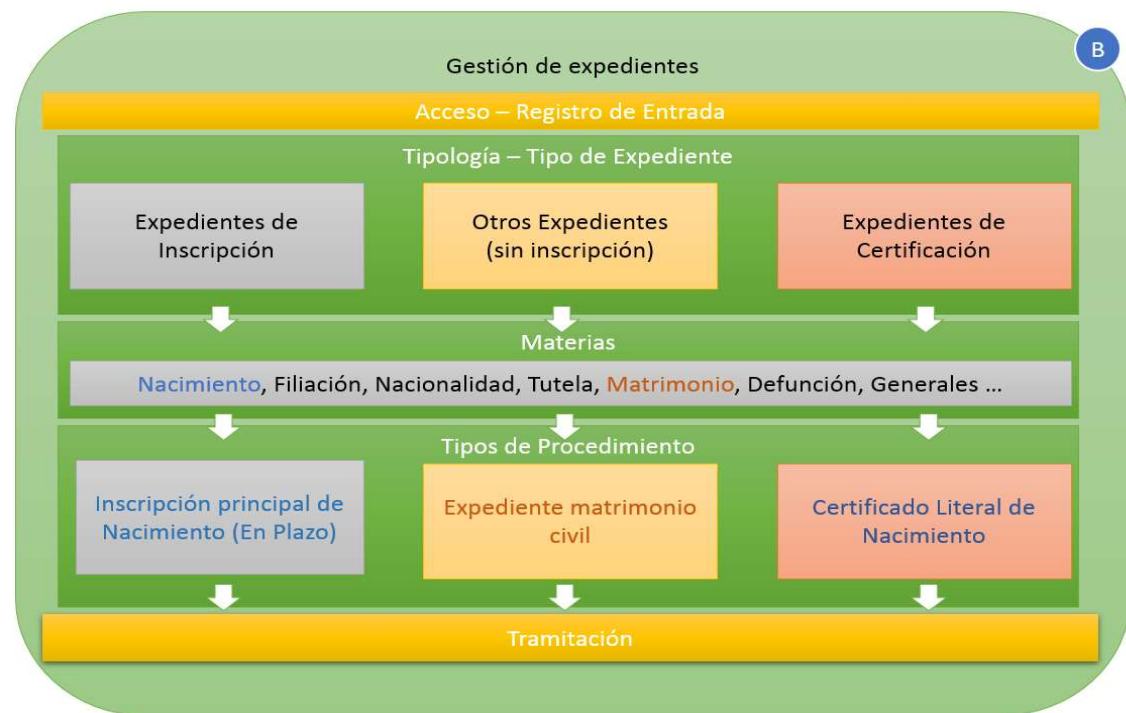 B
Gestión de expedientes
Acceso – Registro de Entrada
Tipología – Tipo de Expediente
Expedientes de
Inscripción
Otros Expedientes
(sin inscripción)
Expedientes de
Certificación
Materias
Nacimiento, Filiación, Nacionalidad, Tutela, Matrimonio, Defunción, Generales ...
Tipos de Procedimiento
Inscripción principal de
Nacimiento (En Plazo)
Expediente matrimonio
civil
Certificado Literal de
Nacimiento
Tramitación